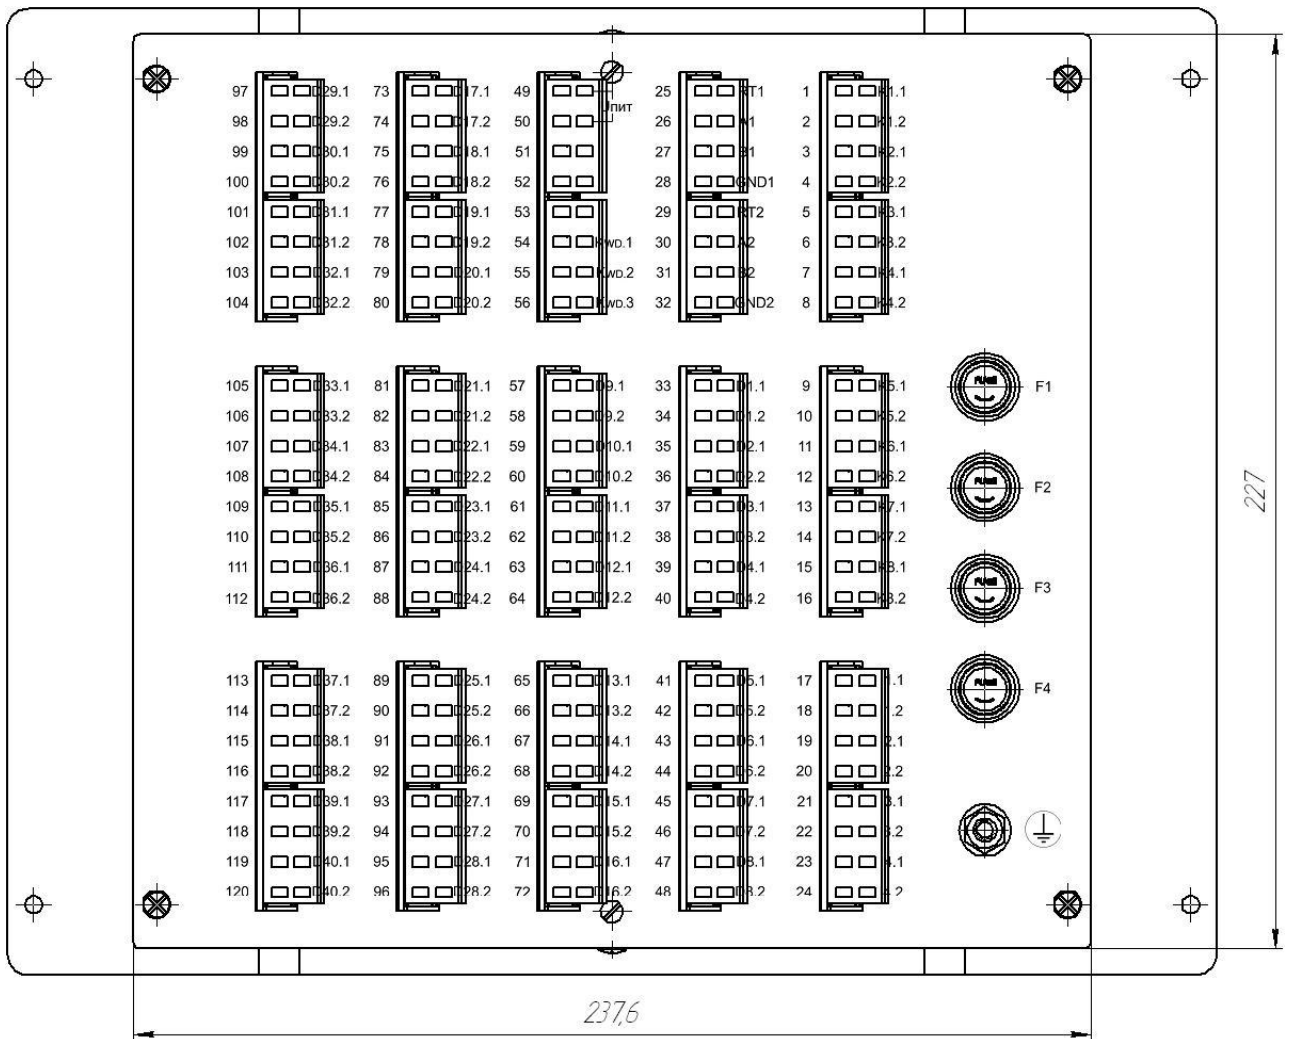 97 D29.1 73 D17.1 49 25 RT1 1 K1.1
Uпит
98 D29.2 74 D17.2 50 26 A1 2 K1.2
99 D30.1 75 D18.1 51 27 B1 3 K2.1
100 D30.2 76 D18.2 52 28 GND1 4 K2.2
101 D31.1 77 D19.1 53 29 RT2 5 K3.1
102 D31.2 78 D19.2 54 Kwd.1 30 A2 6 K3.2
103 D32.1 79 D20.1 55 Kwd.2 31 B2 7 K4.1
104 D32.2 80 D20.2 56 Kwd.3 32 GND2 8 K4.2
105 D33.1 81 D21.1 57 D9.1 33 D1.1 9 K5.1 FUSE F1
106 D33.2 82 D21.2 58 D9.2 34 D1.2 10 K5.2
107 D34.1 83 D22.1 59 D10.1 35 D2.1 11 K6.1
108 D34.2 84 D22.2 60 D10.2 36 D2.2 12 K6.2 FUSE F2
109 D35.1 85 D23.1 61 D11.1 37 D3.1 13 K7.1
110 D35.2 86 D23.2 62 D11.2 38 D3.2 14 K7.2
111 D36.1 87 D24.1 63 D12.1 39 D4.1 15 K8.1 FUSE F3
112 D36.2 88 D24.2 64 D12.2 40 D4.2 16 K8.2
113 D37.1 89 D25.1 65 D13.1 41 D5.1 17 FUSE F4
114 D37.2 90 D25.2 66 D13.2 42 D5.2 18
115 D38.1 91 D26.1 67 D14.1 43 D6.1 19
116 D38.2 92 D26.2 68 D14.2 44 D6.2 20
117 D39.1 93 D27.1 69 D15.1 45 D7.1 21
118 D39.2 94 D27.2 70 D15.2 46 D7.2 22
119 D40.1 95 D28.1 71 D16.1 47 D8.1 23
120 D40.2 96 D28.2 72 D16.2 48 D8.2 24
227
237,6